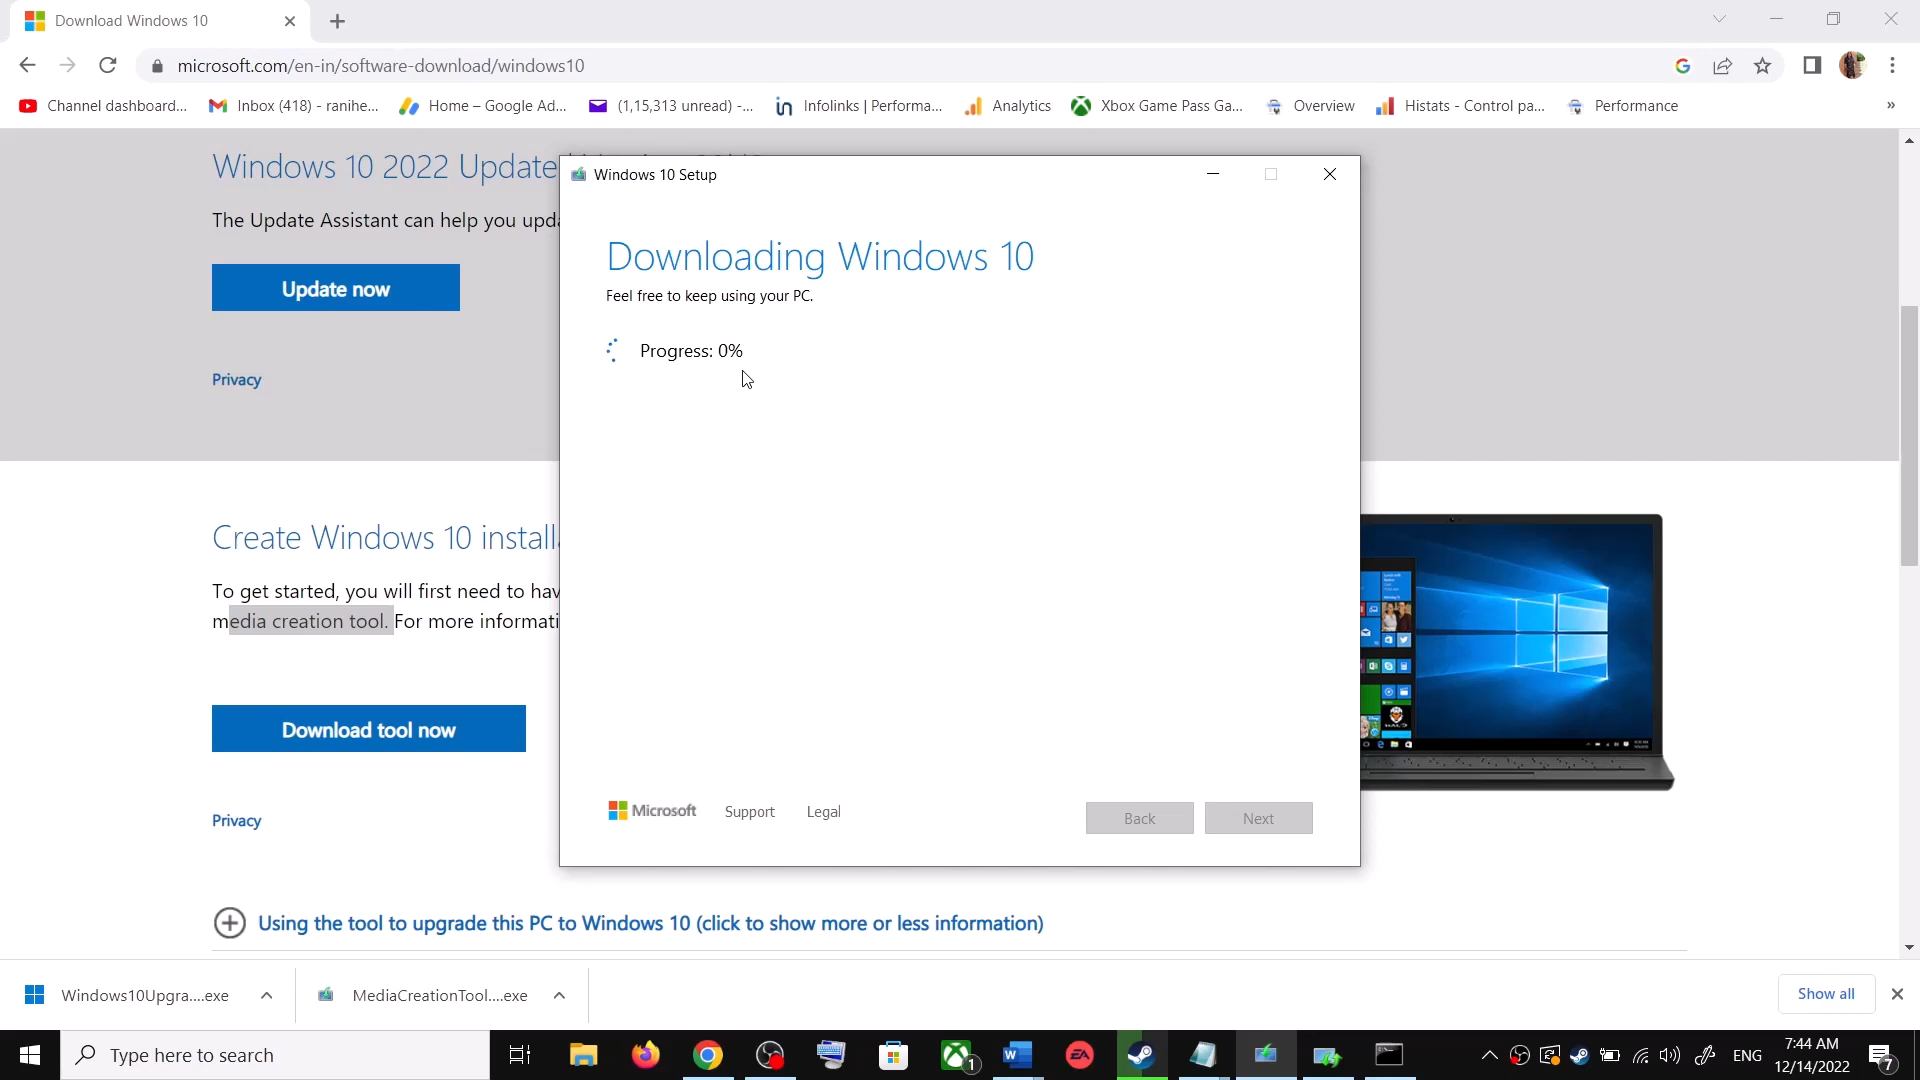 Download Windows 10
microsoft.com/en-in/software-download/windows10
Channel dashboard...
Inbox (418) - ranihe...
Home – Google Ad...
(1,15,313 unread) -...
Infolinks | Performa...
Analytics
Xbox Game Pass Ga...
Overview
Histats - Control pa...
Performance
»
Windows 10 2022 Update
The Update Assistant can help you upda
Update now
Privacy
Windows 10 Setup
Downloading Windows 10
Feel free to keep using your PC.
Progress: 0%
Microsoft
Support
Legal
Back
Next
Create Windows 10 install
To get started, you will first need to hav
media creation tool. For more informati
Download tool now
Privacy
Using the tool to upgrade this PC to Windows 10 (click to show more or less information)
Windows10Upgra....exe
MediaCreationTool....exe
Show all
Type here to search
1
ENG
7:44 AM
12/14/2022
7